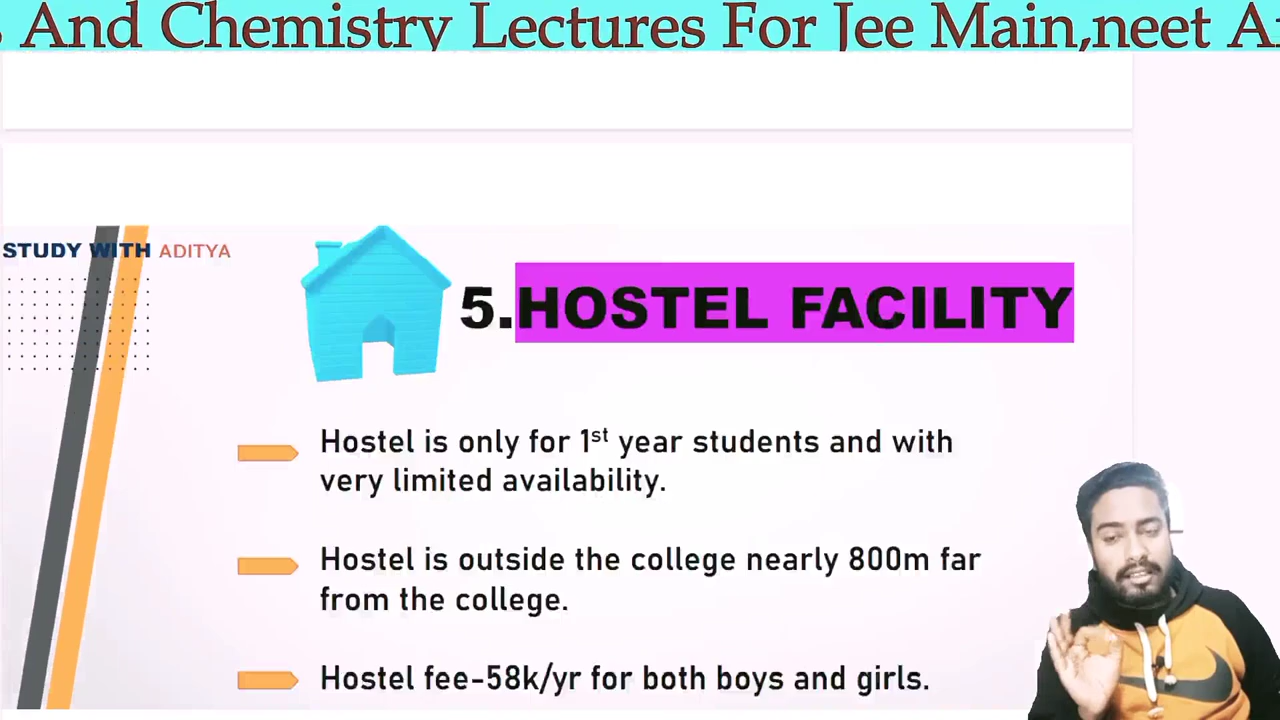 And Chemistry Lectures For Jee Main,neet
STUDY WITH ADITYA
5.HOSTEL FACILITY
Hostel is only for 1st year students and with
very limited availability.
Hostel is outside the college nearly 800m far
from the college.
Hostel fee-58k/yr for both boys and girls.